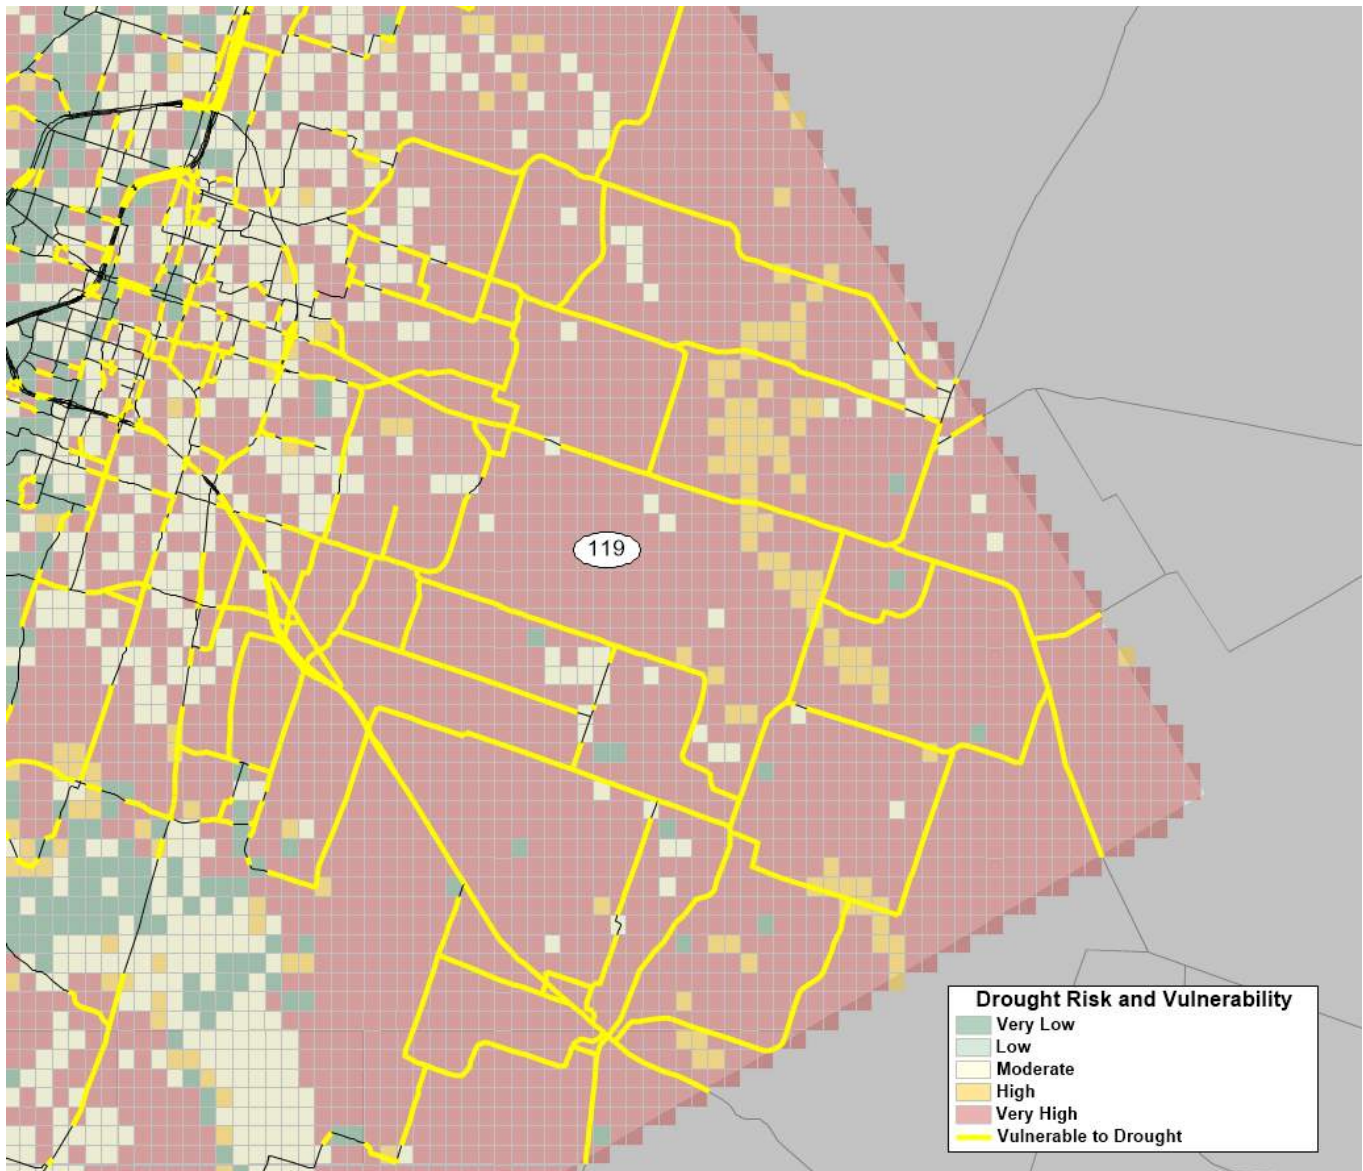 119
Drought Risk and Vulnerability
Very Low
Low
Moderate
High
Very High
Vulnerable to Drought